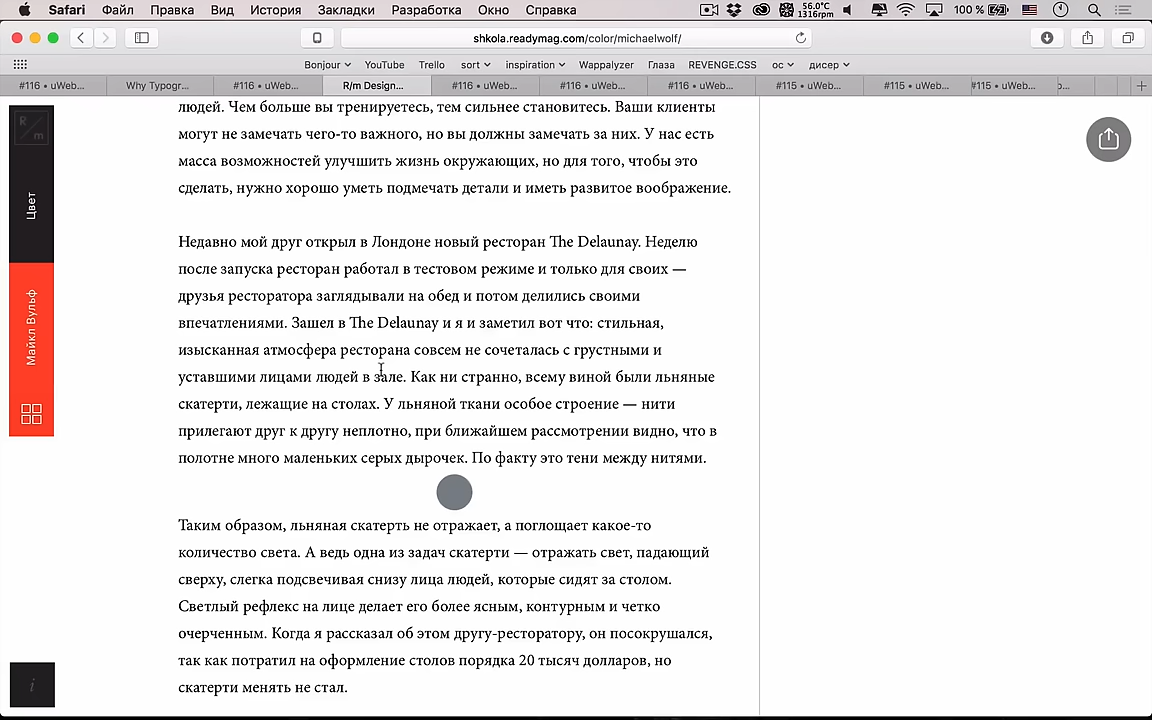 Safari Файл Правка Вид История Закладки Разработка Окно Справка 56.0°C 1316rpm 100 %
shkola.readymag.com/color/michaelwolf/
Bonjour YouTube Trello sort inspiration Wappalyzer Глаза REVENGE.CSS ос дисер
#116 • uWeb... Why Typogr... #116 • uWeb... R/m Design... #116 • uWeb... #116 • uWeb... #116 • uWeb... #115 • uWeb... #115 • uWeb... #115 • uWeb...
R/m
Цвет
Майкл Вульф
i
людей. Чем больше вы тренируетесь, тем сильнее становитесь. Ваши клиенты
могут не замечать чего-то важного, но вы должны замечать за них. У нас есть
масса возможностей улучшить жизнь окружающих, но для того, чтобы это
сделать, нужно хорошо уметь подмечать детали и иметь развитое воображение.
Недавно мой друг открыл в Лондоне новый ресторан The Delaunay. Неделю
после запуска ресторан работал в тестовом режиме и только для своих —
друзья ресторатора заглядывали на обед и потом делились своими
впечатлениями. Зашел в The Delaunay и я и заметил вот что: стильная,
изысканная атмосфера ресторана совсем не сочеталась с грустными и
уставшими лицами людей в зале. Как ни странно, всему виной были льняные
скатерти, лежащие на столах. У льняной ткани особое строение — нити
прилегают друг к другу неплотно, при ближайшем рассмотрении видно, что в
полотне много маленьких серых дырочек. По факту это тени между нитями.
Таким образом, льняная скатерть не отражает, а поглощает какое-то
количество света. А ведь одна из задач скатерти — отражать свет, падающий
сверху, слегка подсвечивая снизу лица людей, которые сидят за столом.
Светлый рефлекс на лице делает его более ясным, контурным и четко
очерченным. Когда я рассказал об этом другу-ресторатору, он посокрушался,
так как потратил на оформление столов порядка 20 тысяч долларов, но
скатерти менять не стал.